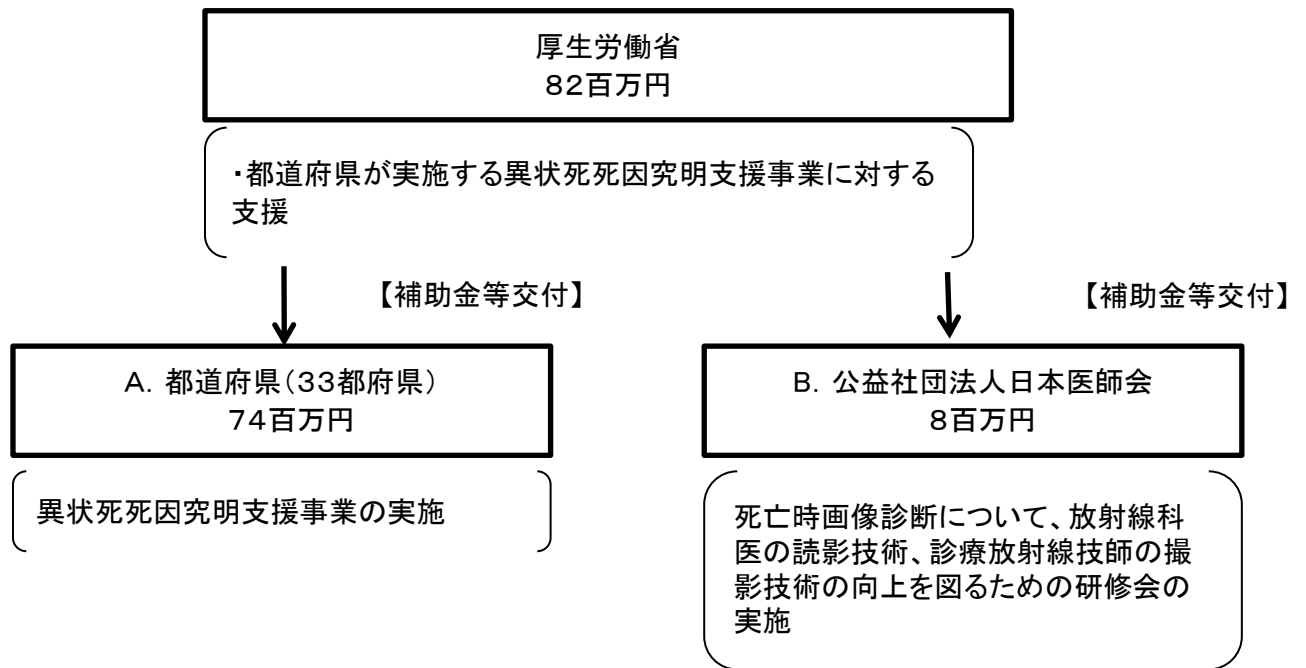 厚生労働省
８２百万円
・都道府県が実施する異状死死因究明支援事業に対する
支援
【補助金等交付】
【補助金等交付】
Ａ．都道府県（３３都府県）
７４百万円
Ｂ．公益社団法人日本医師会
８百万円
異状死死因究明支援事業の実施
死亡時画像診断について、放射線科
医の読影技術、診療放射線技師の撮
影技術の向上を図るための研修会の
実施